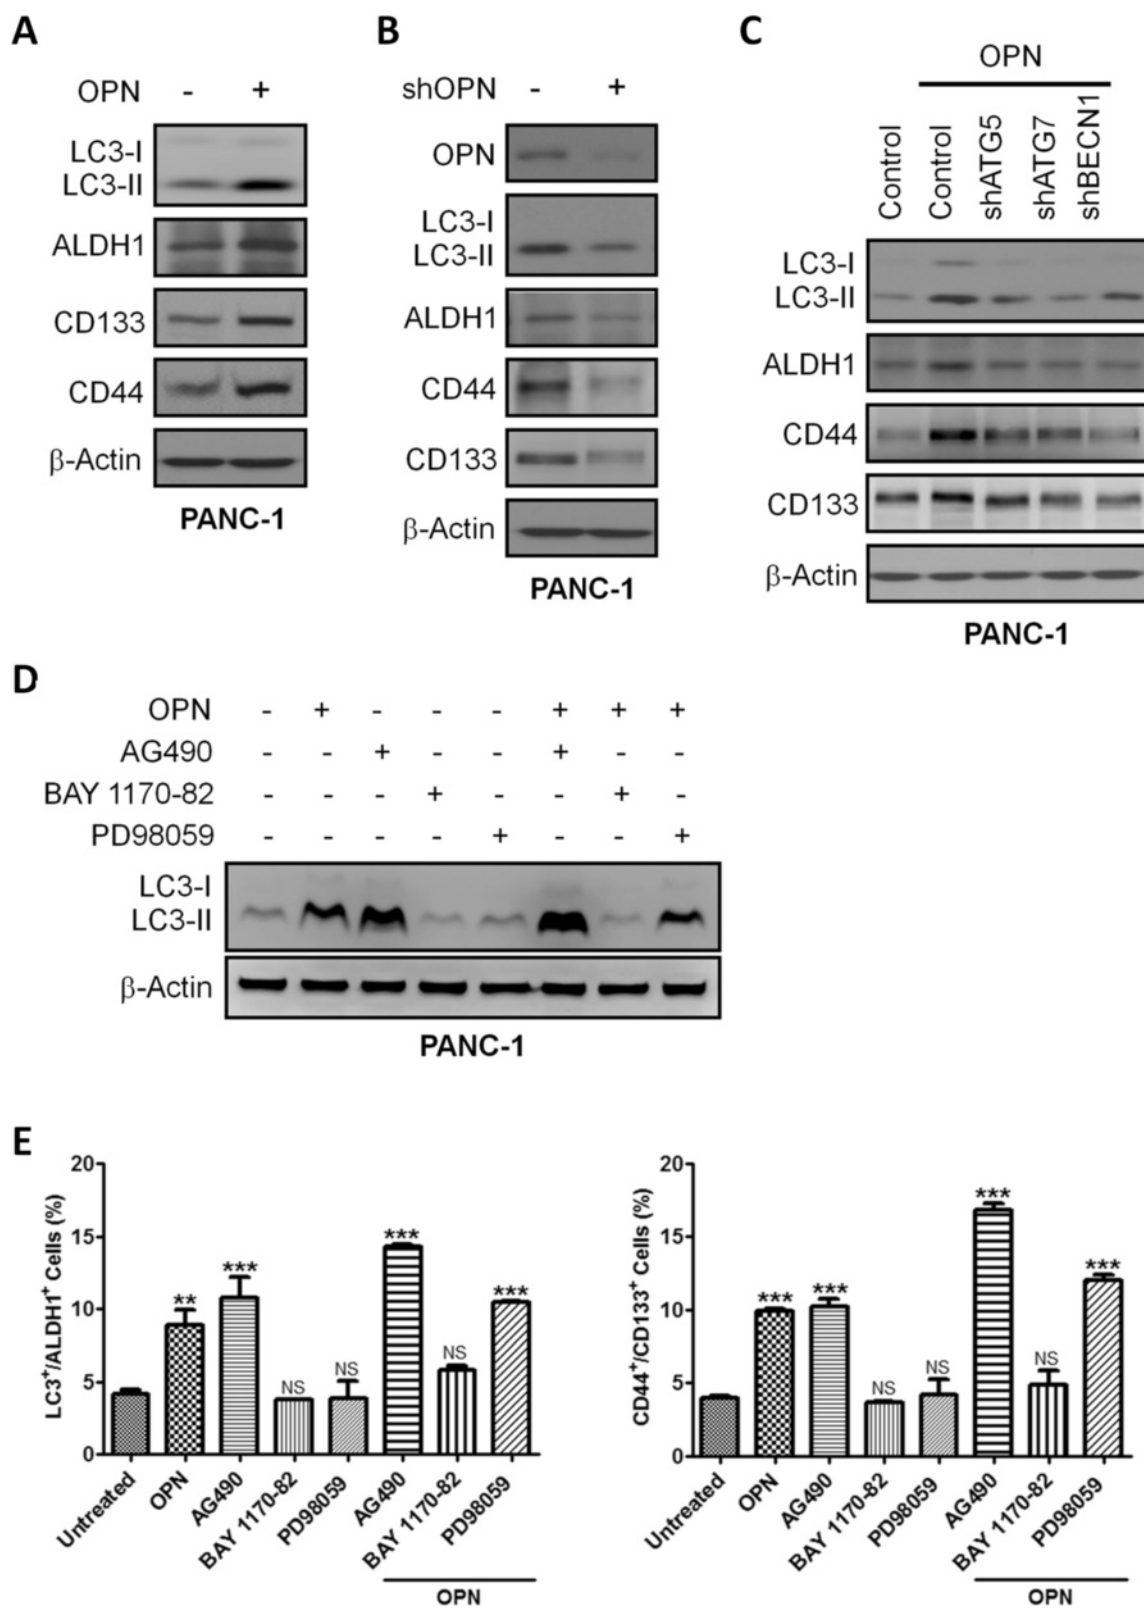 A
OPN - +
LC3-I
LC3-II
ALDH1
CD133
CD44
β-Actin
PANC-1
B
shOPN - +
OPN
LC3-I
LC3-II
ALDH1
CD44
CD133
β-Actin
PANC-1
C
OPN
Control
Control
shATG5
shATG7
shBECN1
LC3-I
LC3-II
ALDH1
CD44
CD133
β-Actin
PANC-1
D
OPN - + - - - + + +
AG490 - - + - - + - -
BAY 1170-82 - - - + - - + -
PD98059 - - - - + - - +
LC3-I
LC3-II
β-Actin
PANC-1
E
LC3+/ALDH1+ Cells (%)
20
15
10
5
0
**
***
NS
NS
***
NS
***
Untreated
OPN
AG490
BAY 1170-82
PD98059
AG490
BAY 1170-82
PD98059
OPN
CD44+/CD133+ Cells (%)
20
15
10
5
0
***
***
NS
NS
***
NS
***
Untreated
OPN
AG490
BAY 1170-82
PD98059
AG490
BAY 1170-82
PD98059
OPN